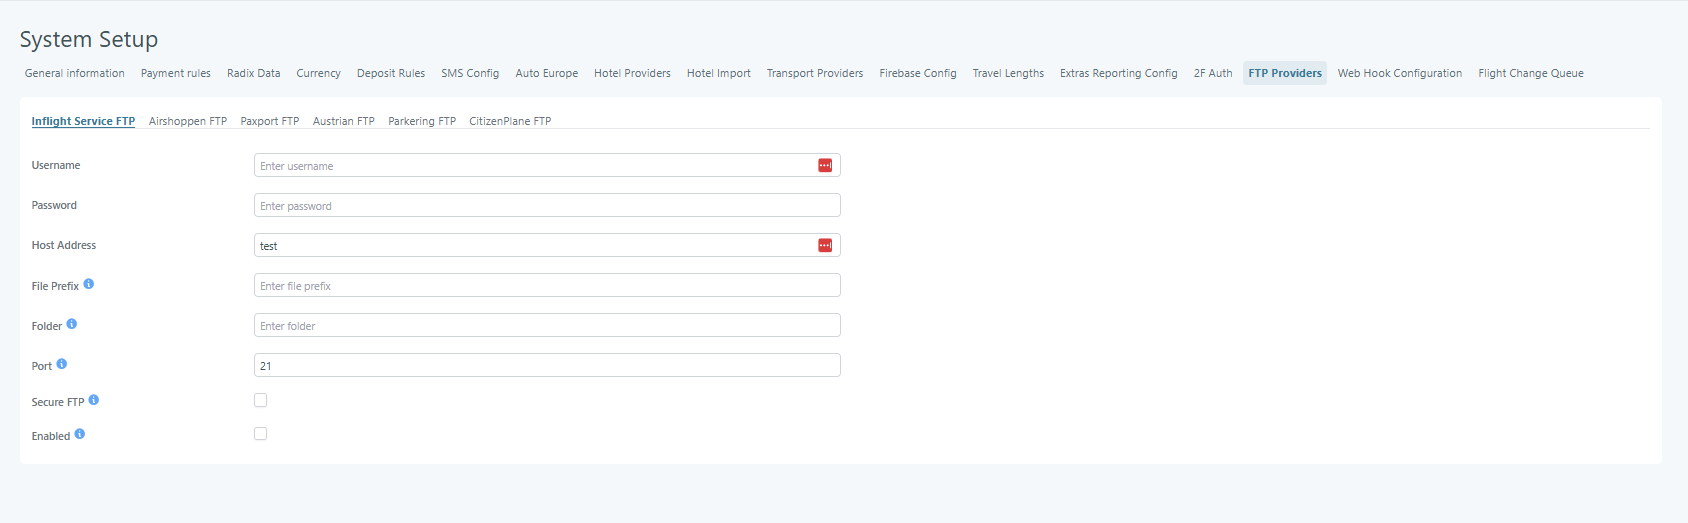 System Setup
General information Payment rules Radix Data Currency Deposit Rules SMS Config Auto Europe Hotel Providers Hotel Import Transport Providers Firebase Config Travel Lengths Extras Reporting Config 2F Auth FTP Providers Web Hook Configuration Flight Change Queue
Inflight Service FTP Airshoppen FTP Paxport FTP Austrian FTP Parkering FTP CitizenPlane FTP
Username Enter username
Password Enter password
Host Address test
File Prefix Enter file prefix
Folder Enter folder
Port 21
Secure FTP
Enabled